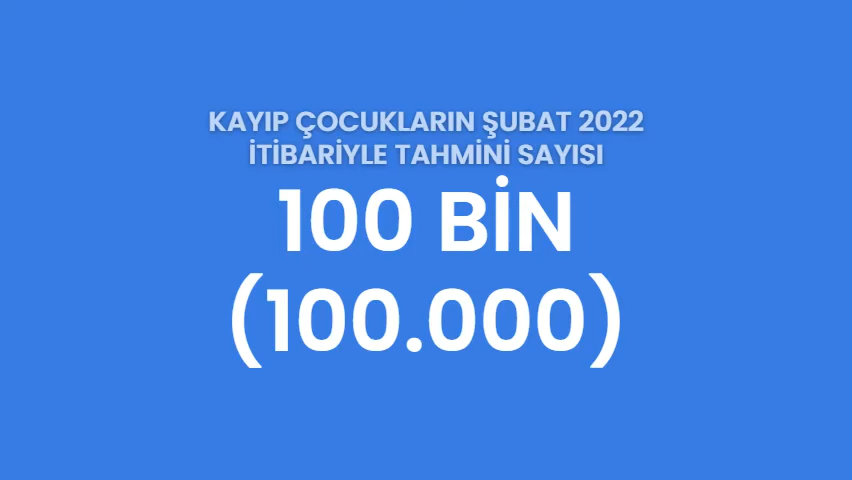 KAYIP ÇOCUKLARIN ŞUBAT 2022
İTİBARİYLE TAHMİNİ SAYISI
100 BİN
(100.000)